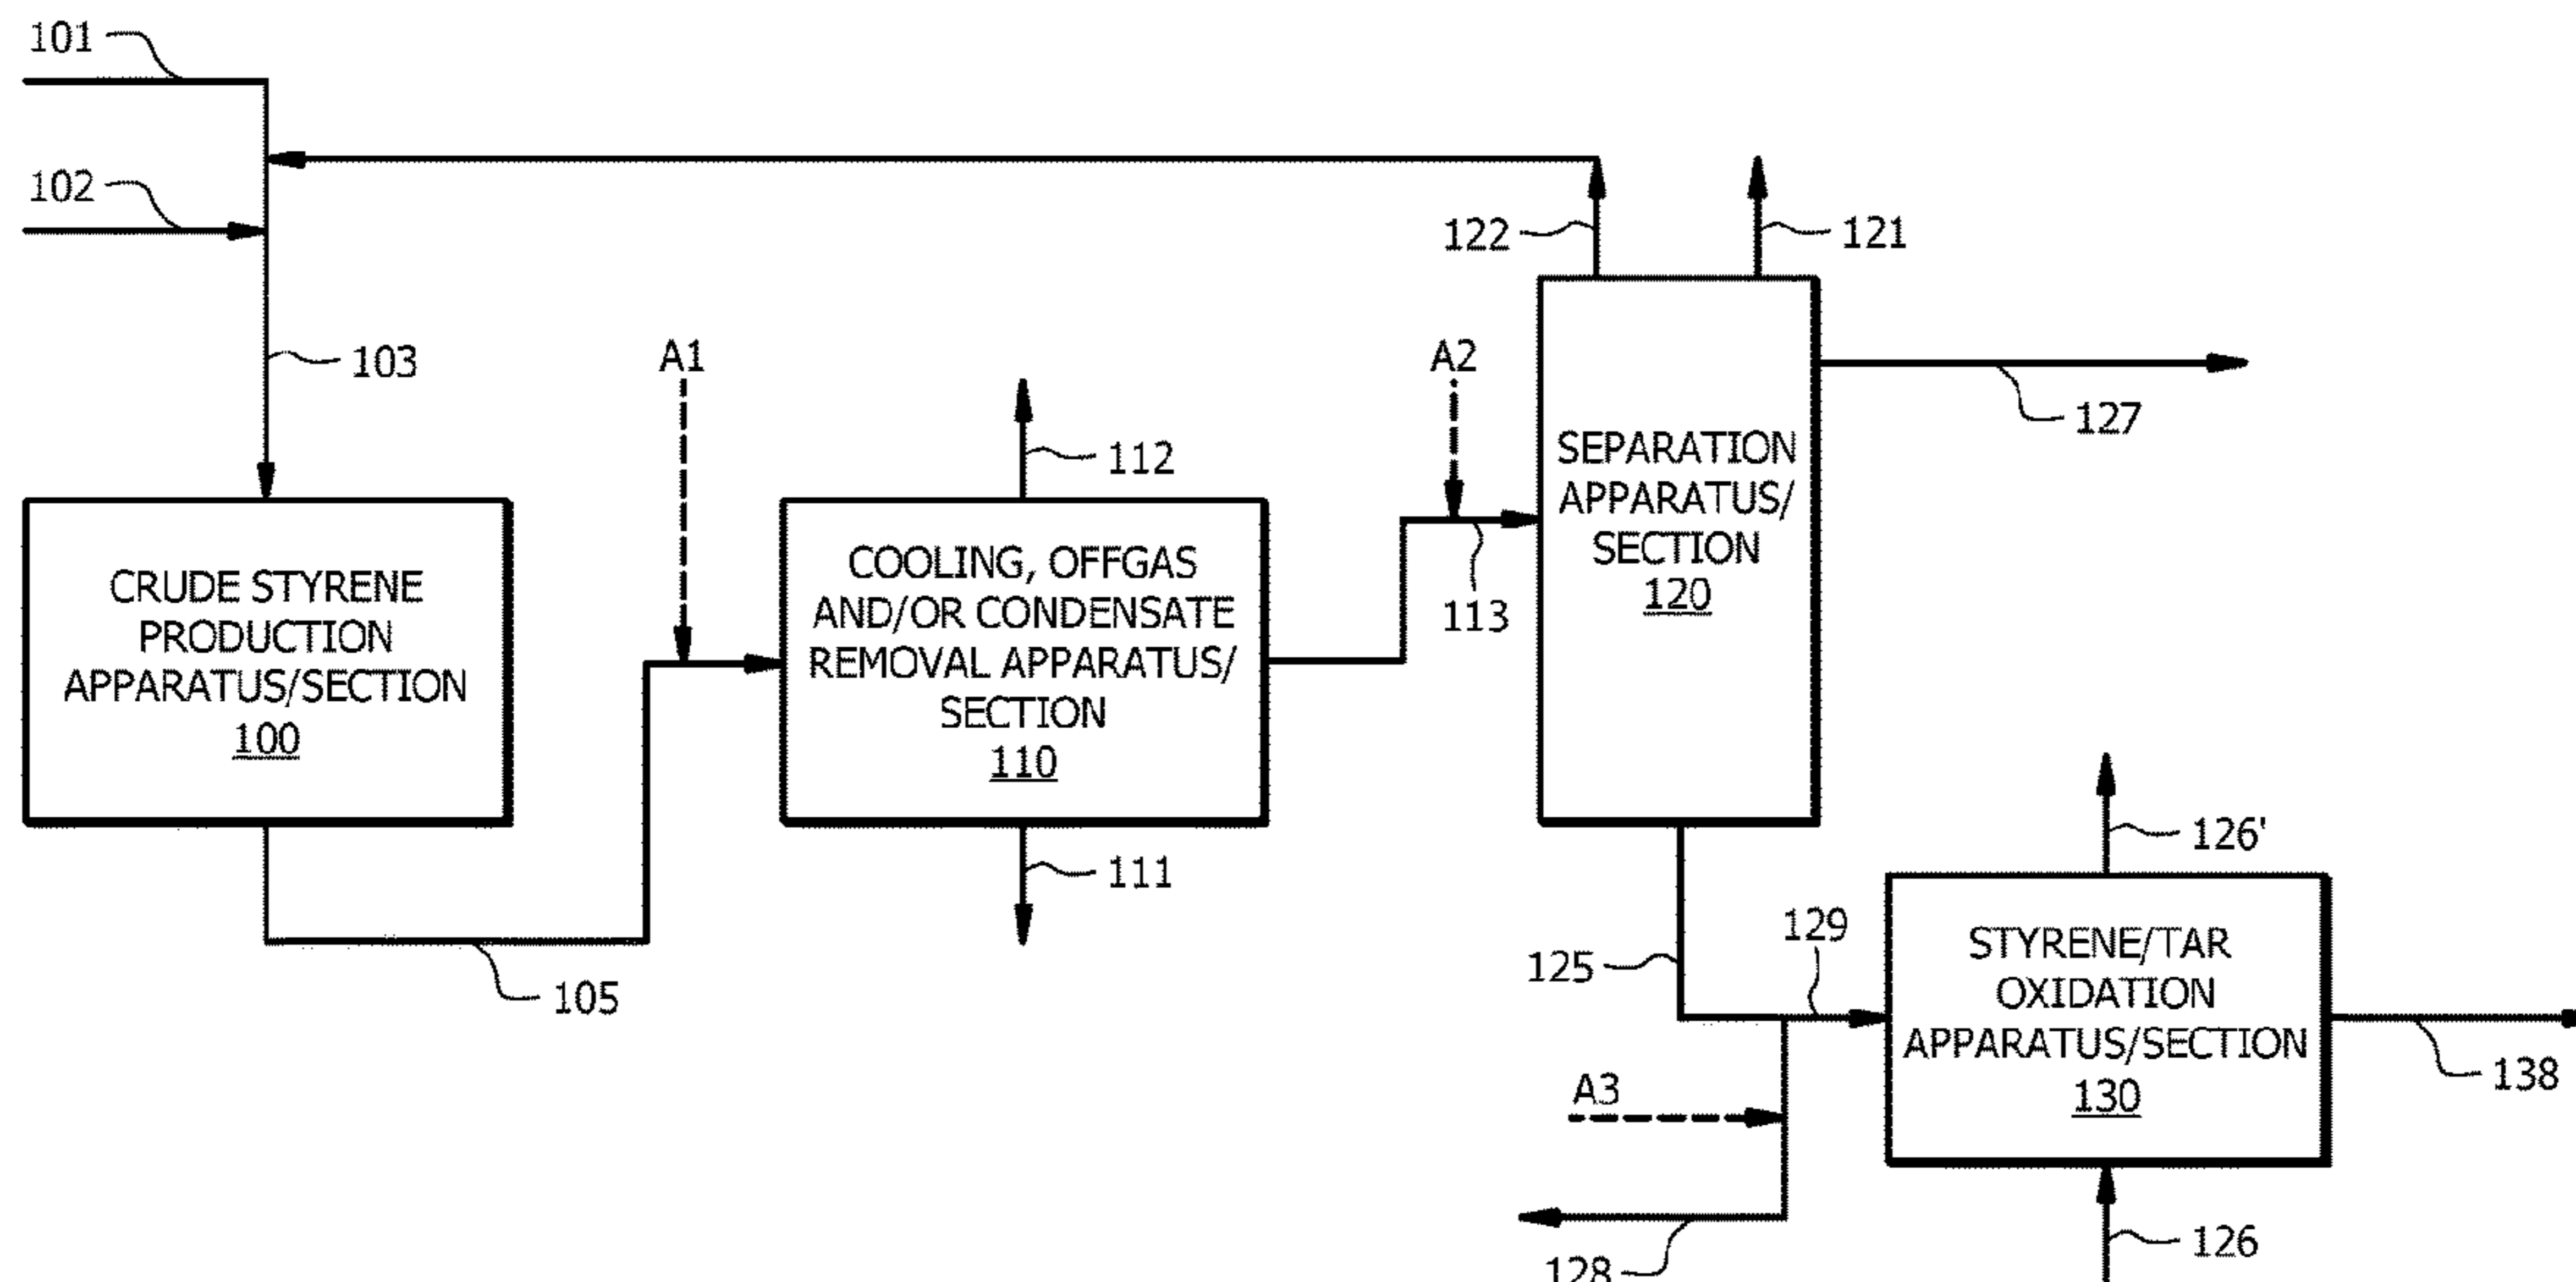 101
102
103
122
121
A1
A2
127
112
SEPARATION
APPARATUS/
SECTION
120
CRUDE STYRENE
PRODUCTION
APPARATUS/SECTION
100
COOLING, OFFGAS
AND/OR CONDENSATE
REMOVAL APPARATUS/
SECTION
110
113
111
105
126'
125
129
STYRENE/TAR
OXIDATION
APPARATUS/SECTION
130
138
A3
128
126